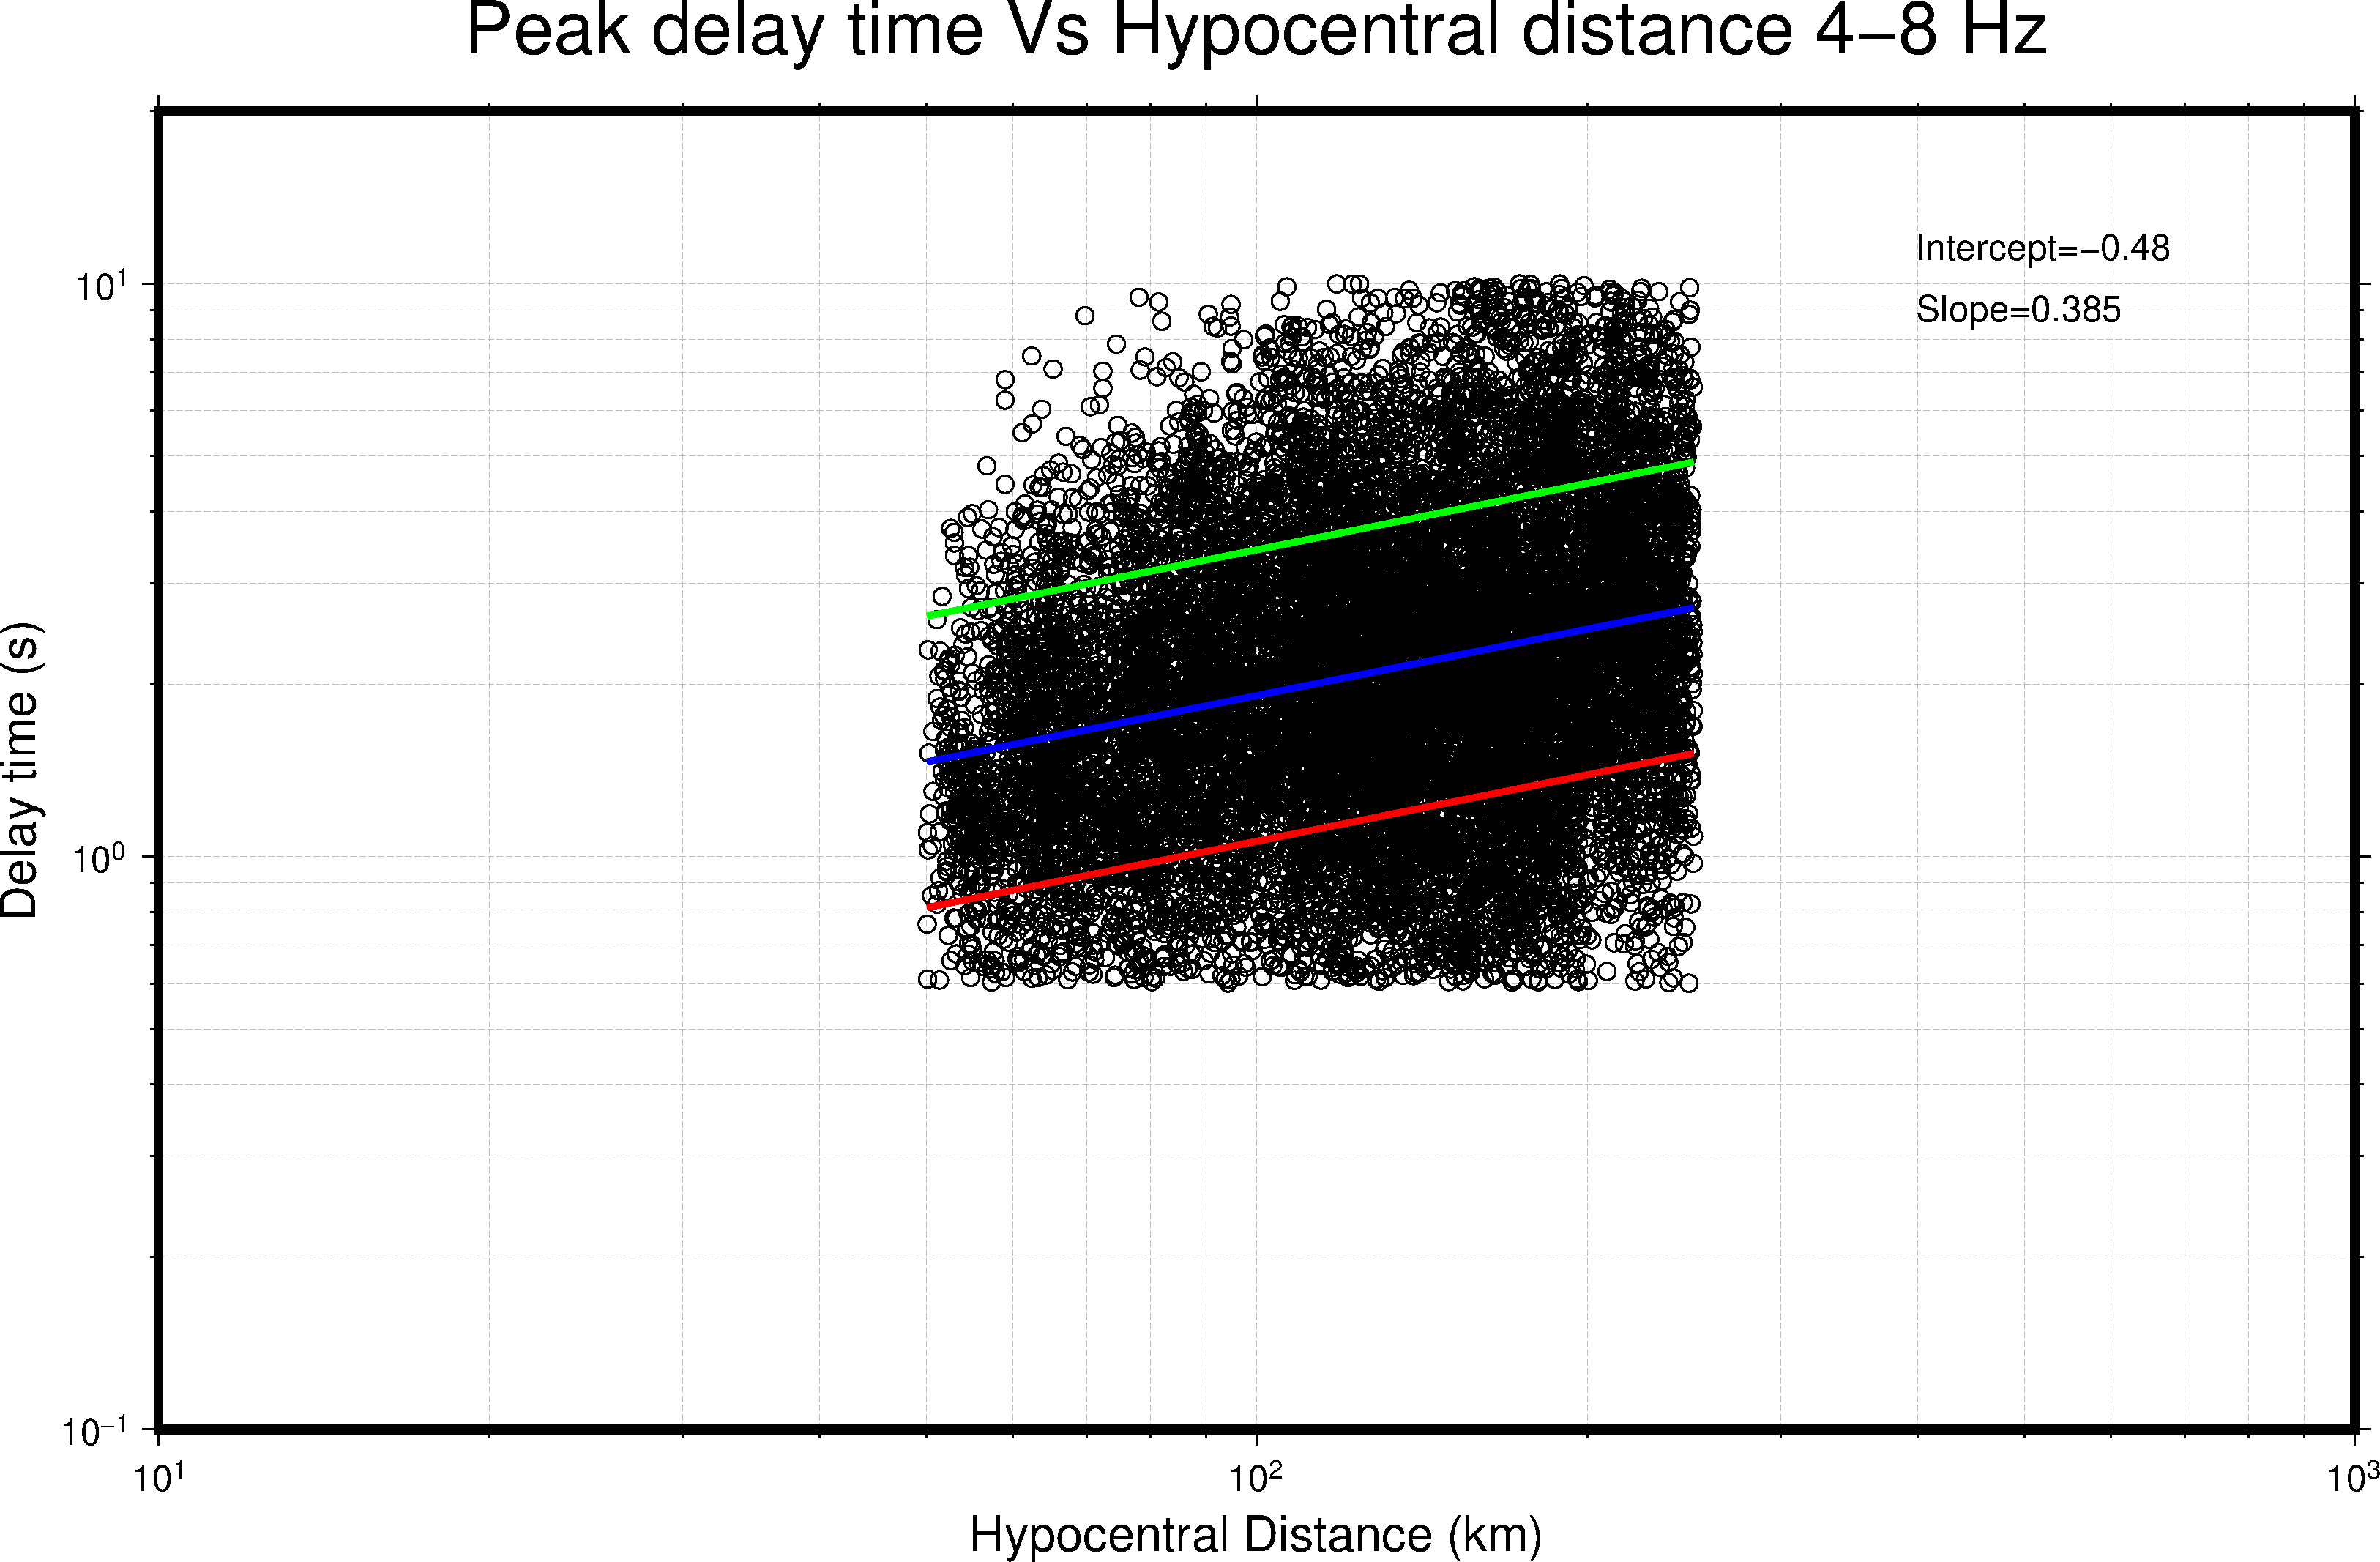 Peak delay time Vs Hypocentral distance 4−8 Hz
Intercept=−0.48
Slope=0.385
10¹
10⁰
10⁻¹
Delay time (s)
10¹
10²
10³
Hypocentral Distance (km)